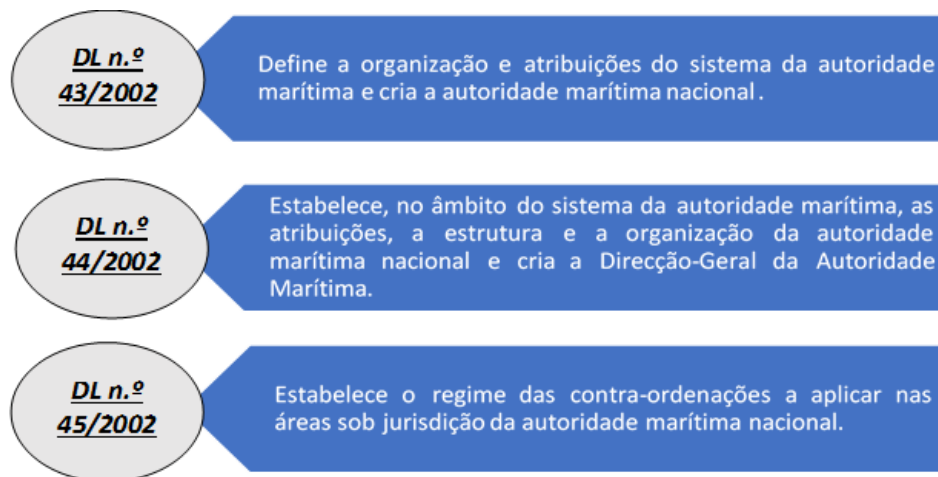 DL n.º
43/2002
Define a organização e atribuições do sistema da autoridade
marítima e cria a autoridade marítima nacional .
DL n.º
44/2002
Estabelece, no âmbito do sistema da autoridade marítima, as
atribuições, a estrutura e a organização da autoridade
marítima nacional e cria a Direcção-Geral da Autoridade
Marítima.
DL n.º
45/2002
Estabelece o regime das contra-ordenações a aplicar nas
áreas sob jurisdição da autoridade marítima nacional.